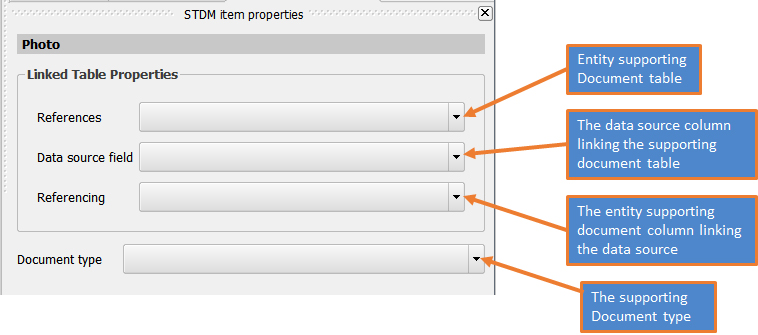 STDM item properties
Photo
Linked Table Properties
References
Data source field
Referencing
Document type
Entity supporting
Document table
The data source column
linking the supporting
document table
The entity supporting
document column linking
the data source
The supporting
Document type